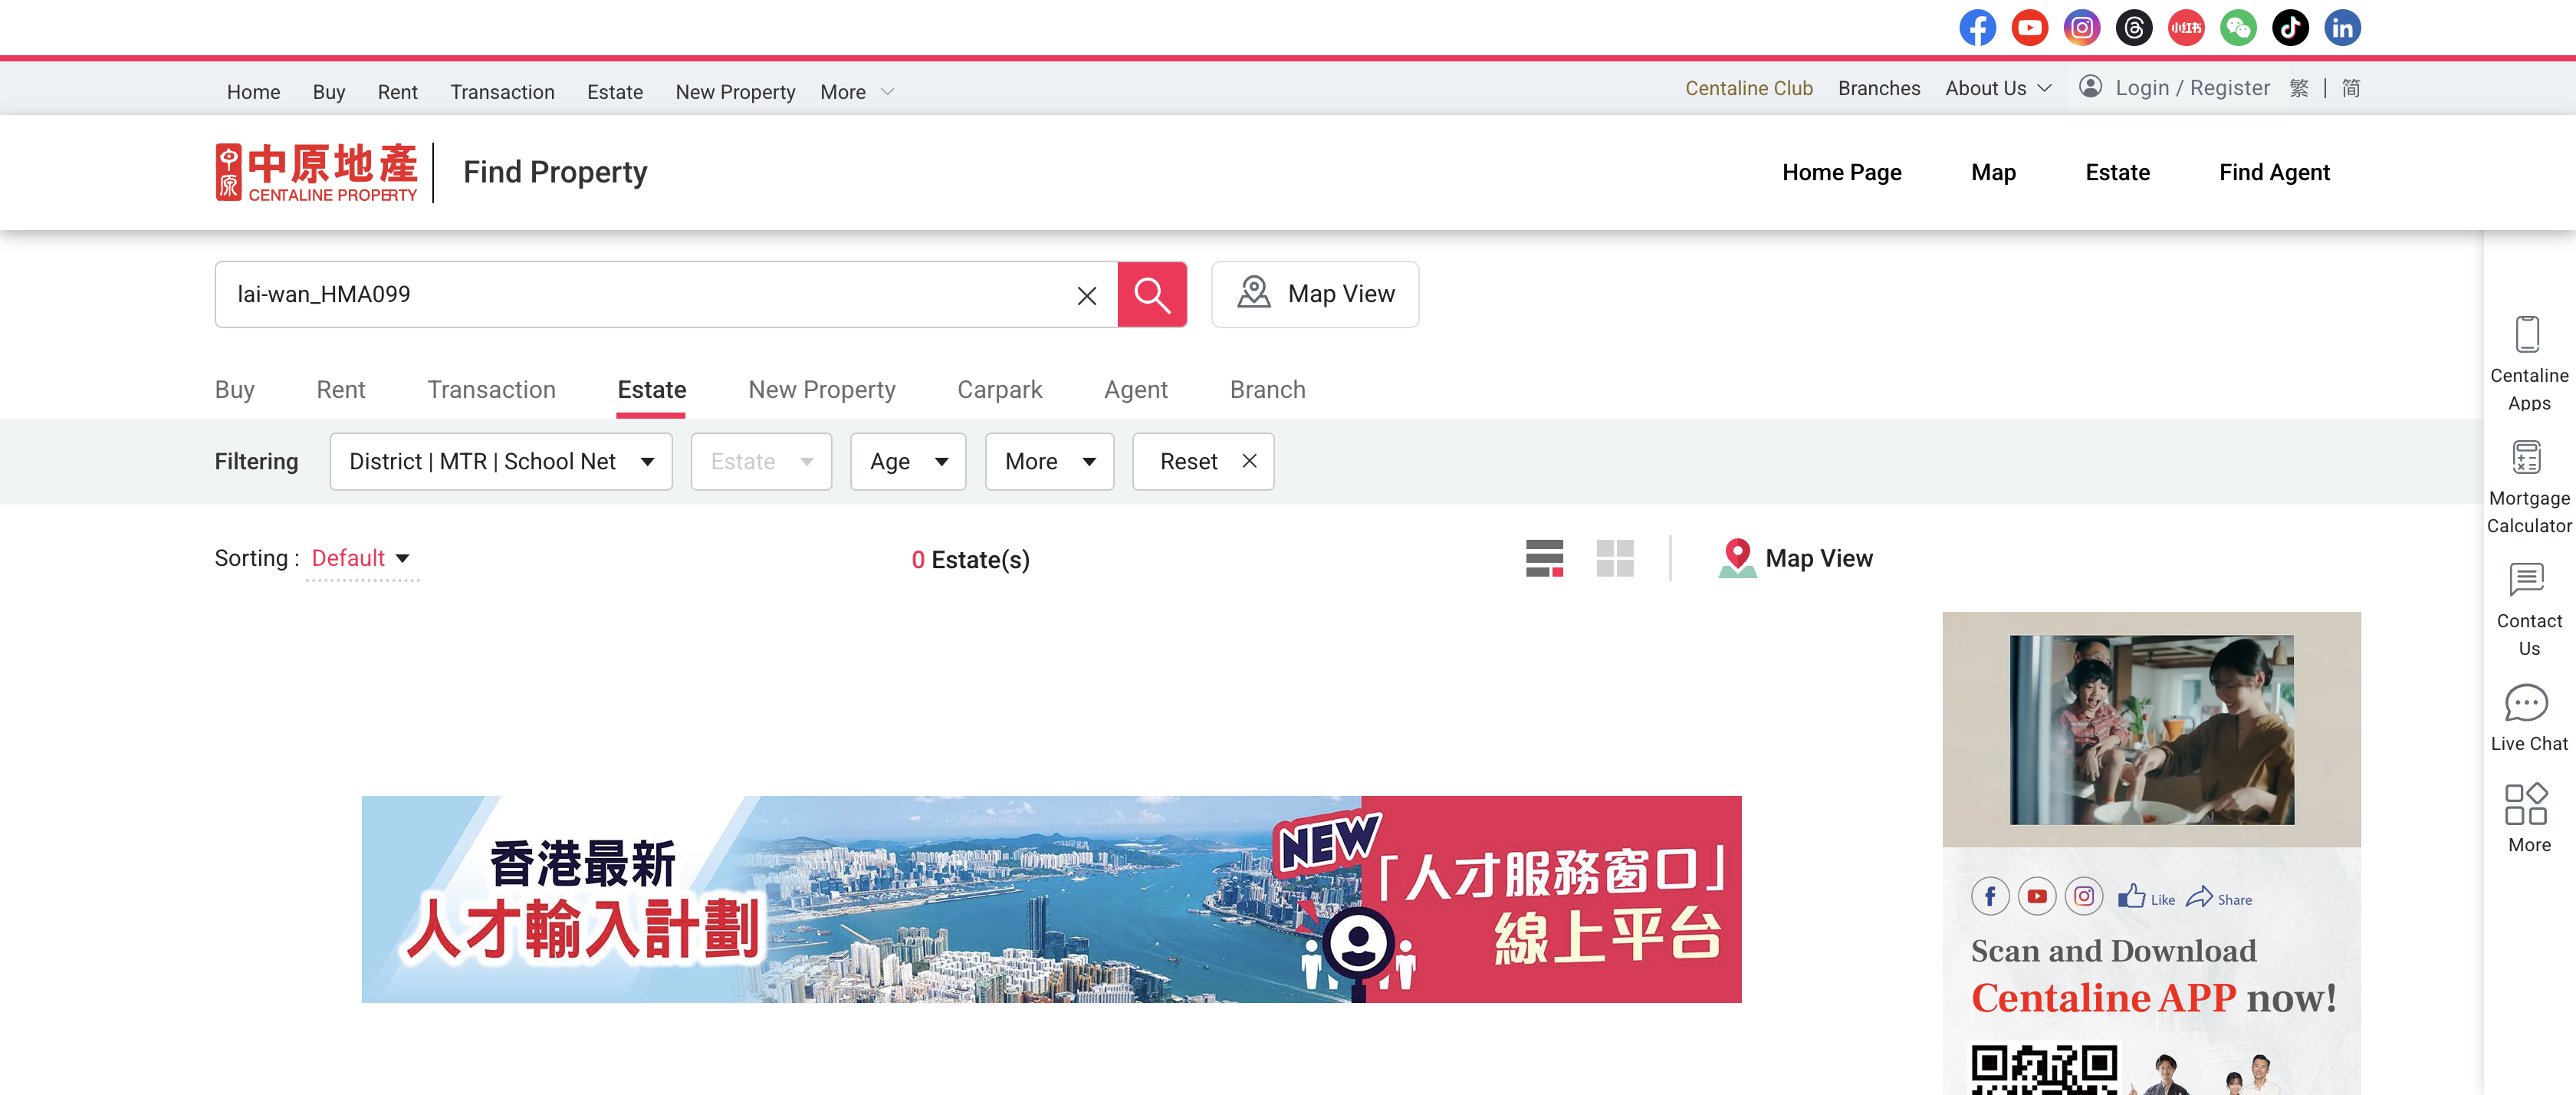 小红书
Home Buy Rent Transaction Estate New Property More
Centaline Club Branches About Us Login / Register 繁 | 简
中原 中原地產
CENTALINE PROPERTY
Find Property
Home Page Map Estate Find Agent
lai-wan_HMA099
Map View
Buy Rent Transaction Estate New Property Carpark Agent Branch
Filtering District | MTR | School Net Estate Age More Reset
Sorting : Default
0 Estate(s)
Map View
香港最新
人才輸入計劃
NEW
「人才服務窗口」
線上平台
Like Share
Scan and Download
Centaline APP now!
Centaline
Apps
Mortgage
Calculator
Contact
Us
Live Chat
More